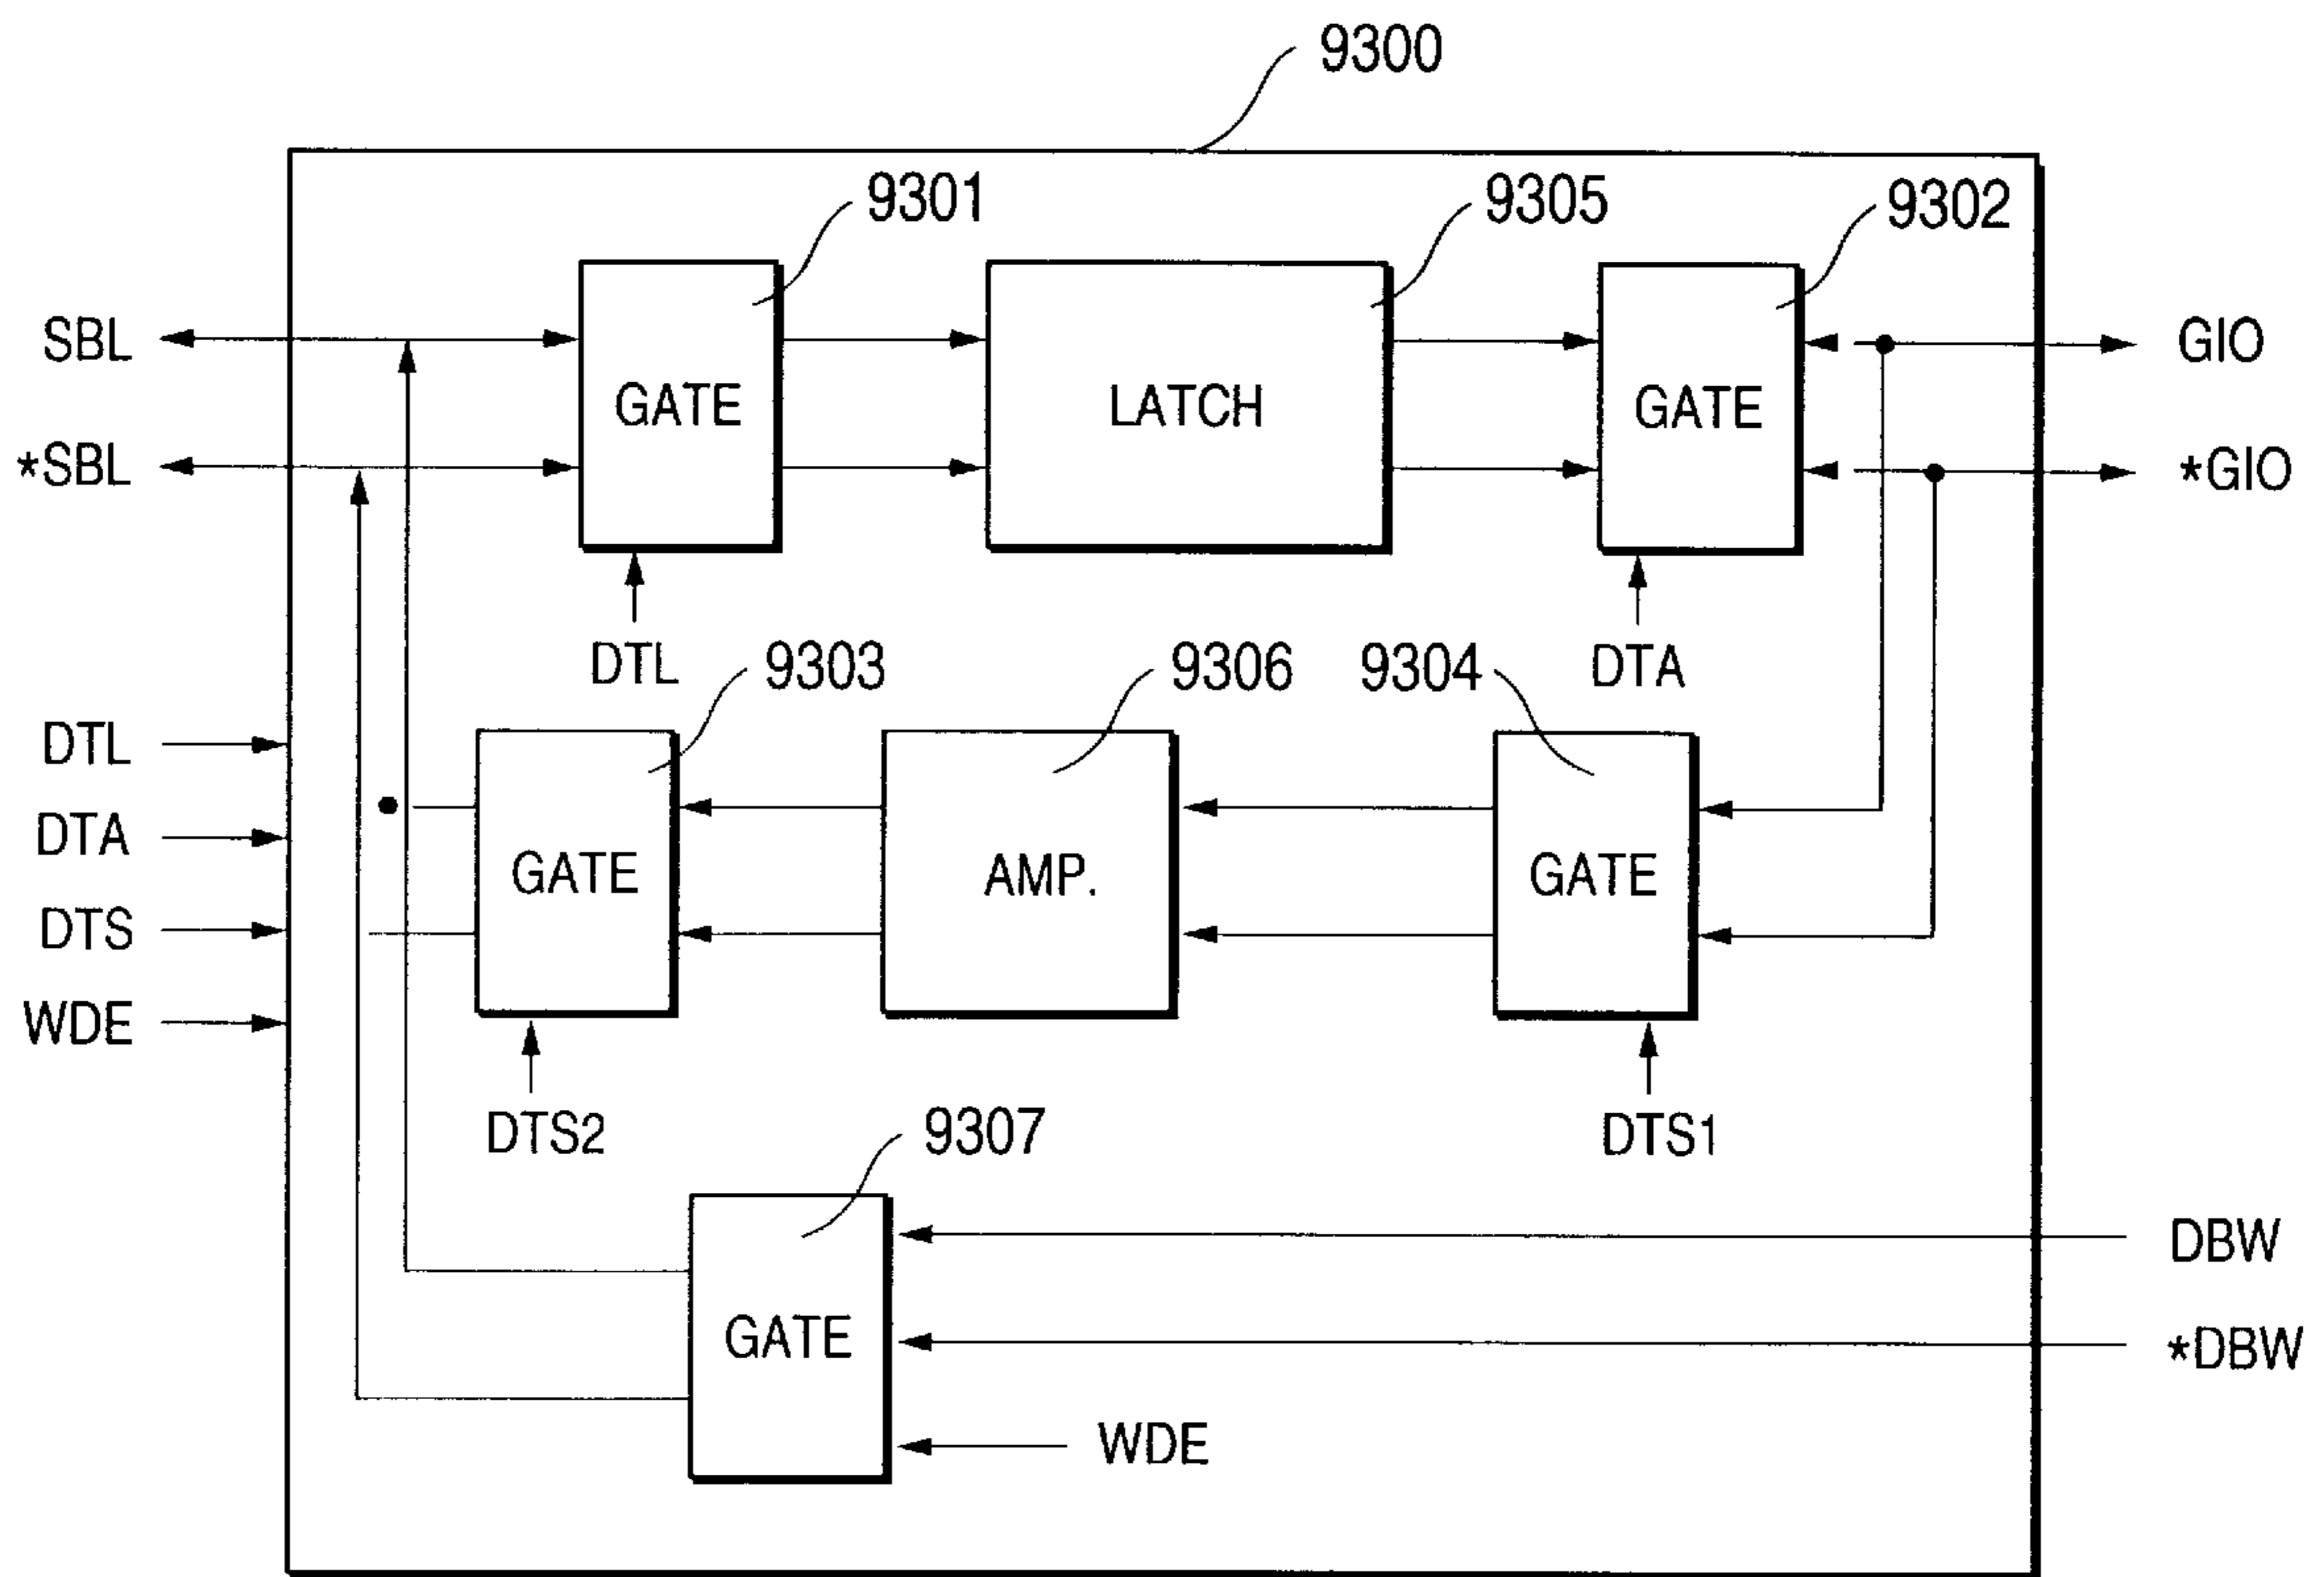 9300
9301
9305
9302
SBL
GATE
LATCH
GATE
GIO
*SBL
*GIO
DTL
9303
9306
9304
DTA
DTL
DTA
GATE
AMP.
GATE
DTS
WDE
DTS2
9307
DTS1
DBW
GATE
*DBW
WDE